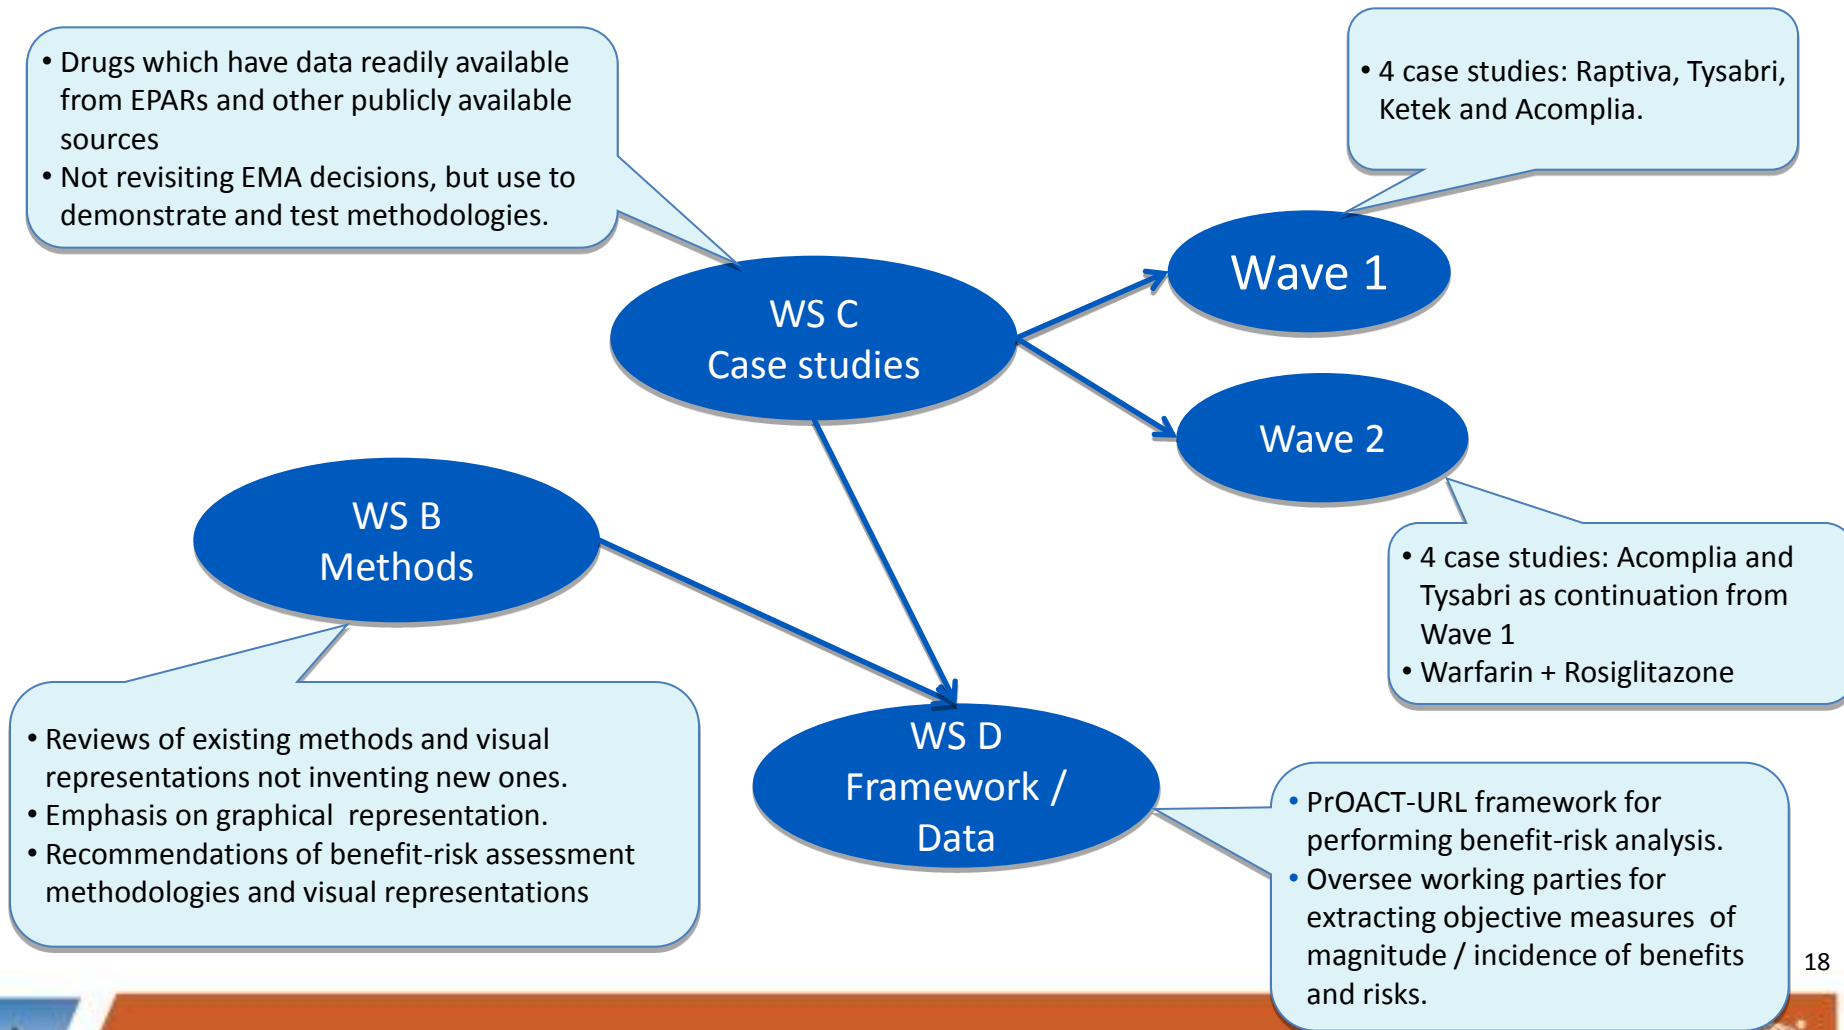 • Drugs which have data readily available
from EPARs and other publicly available
sources
• Not revisiting EMA decisions, but use to
demonstrate and test methodologies.
• 4 case studies: Raptiva, Tysabri,
Ketek and Acomplia.
Wave 1
WS C
Case studies
Wave 2
WS B
Methods
• 4 case studies: Acomplia and
Tysabri as continuation from
Wave 1
• Warfarin + Rosiglitazone
• Reviews of existing methods and visual
representations not inventing new ones.
• Emphasis on graphical representation.
• Recommendations of benefit-risk assessment
methodologies and visual representations
WS D
Framework /
Data
• PrOACT-URL framework for
performing benefit-risk analysis.
• Oversee working parties for
extracting objective measures of
magnitude / incidence of benefits
and risks.
18